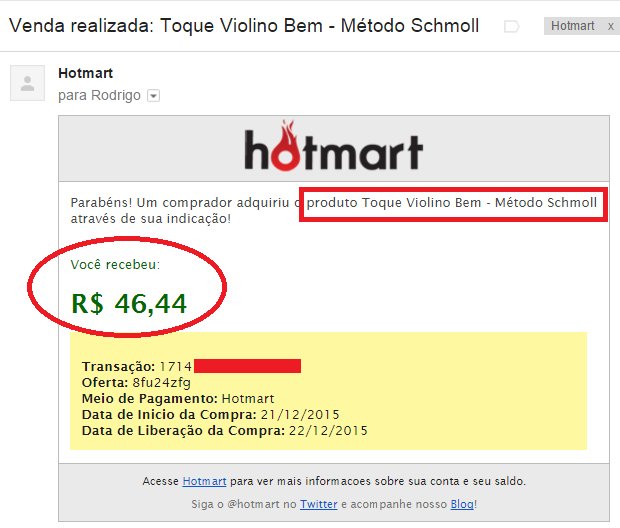 Venda realizada: Toque Violino Bem - Método Schmoll
Hotmart x
Hotmart
para Rodrigo
hotmart
Parabéns! Um comprador adquiriu o produto Toque Violino Bem - Método Schmoll
através de sua indicação!
Você recebeu:
R$ 46,44
Transação: 1714
Oferta: 8fu24zfg
Meio de Pagamento: Hotmart
Data de Inicio da Compra: 21/12/2015
Data de Liberação da Compra: 22/12/2015
Acesse Hotmart para ver mais informacoes sobre sua conta e seu saldo.
Siga o @hotmart no Twitter e acompanhe nosso Blog!